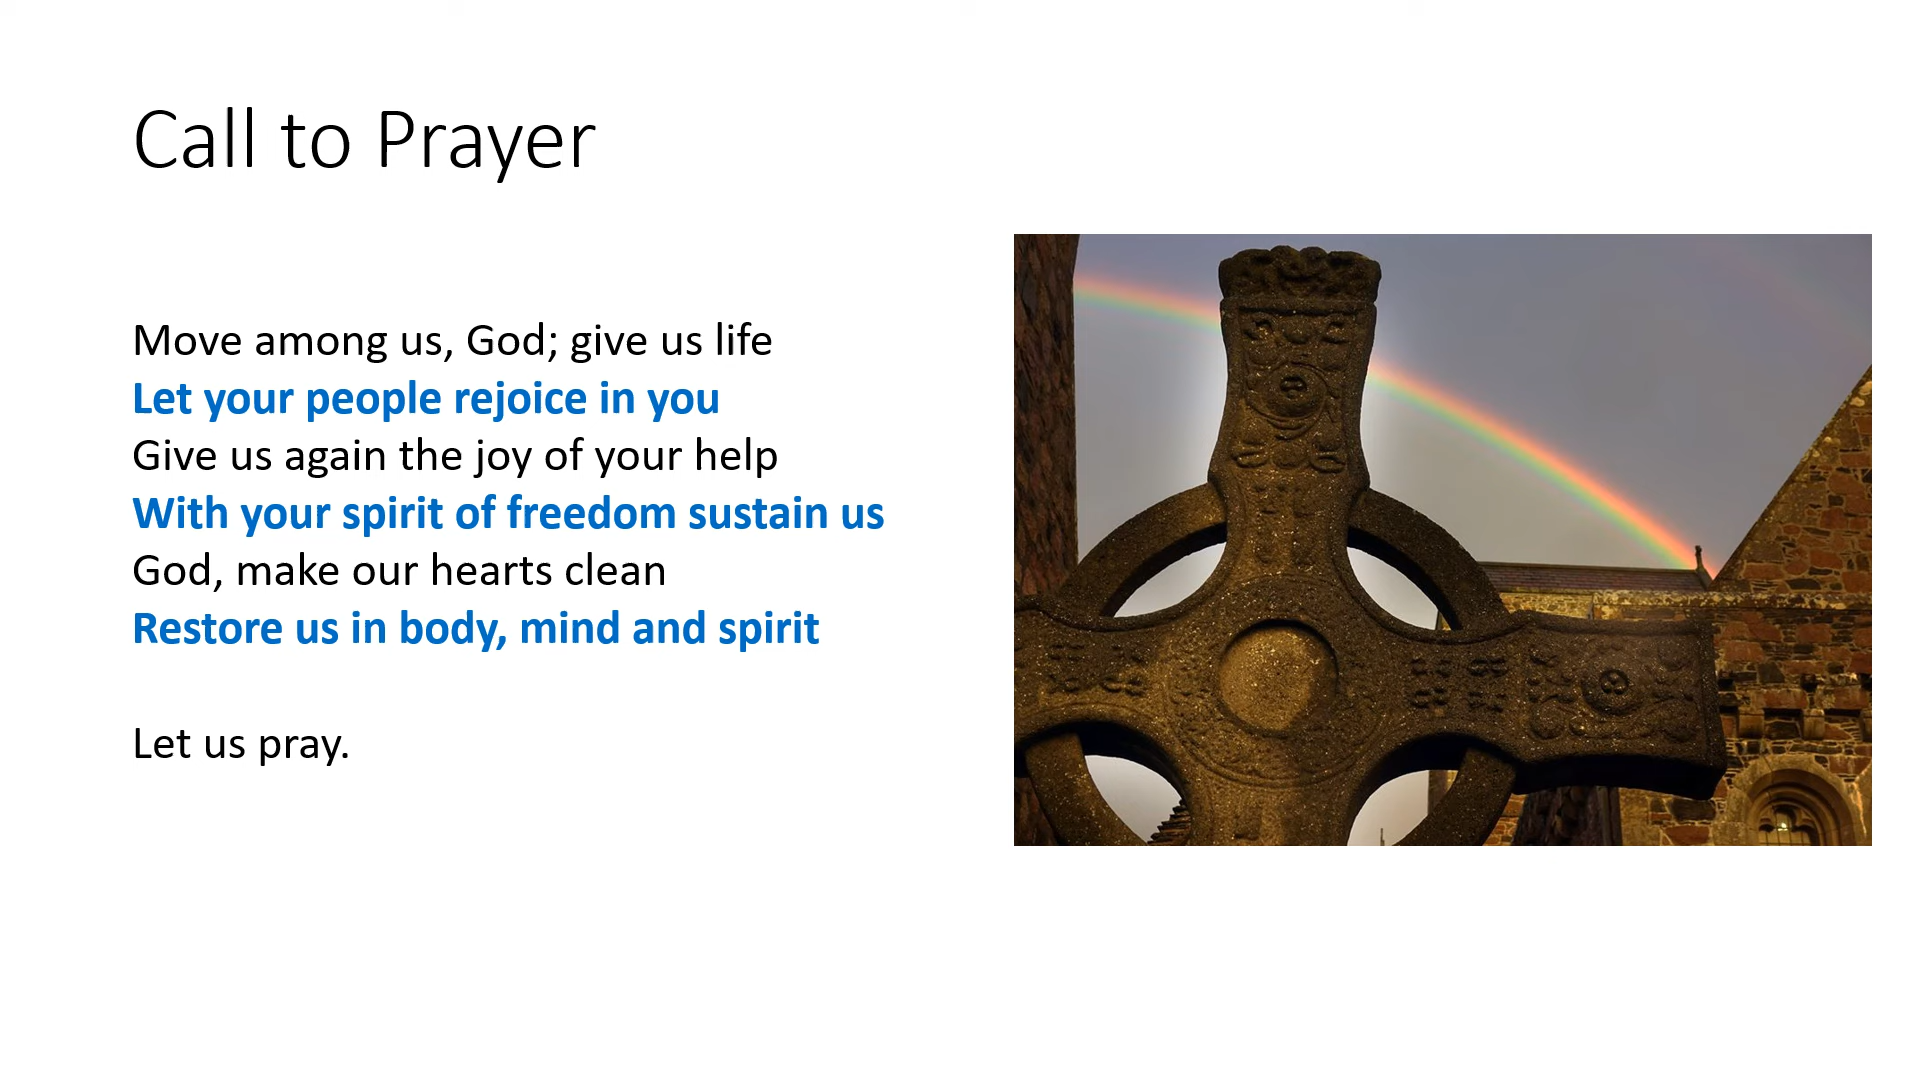 Call to Prayer
Move among us, God; give us life
Let your people rejoice in you
Give us again the joy of your help
With your spirit of freedom sustain us
God, make our hearts clean
Restore us in body, mind and spirit
Let us pray.